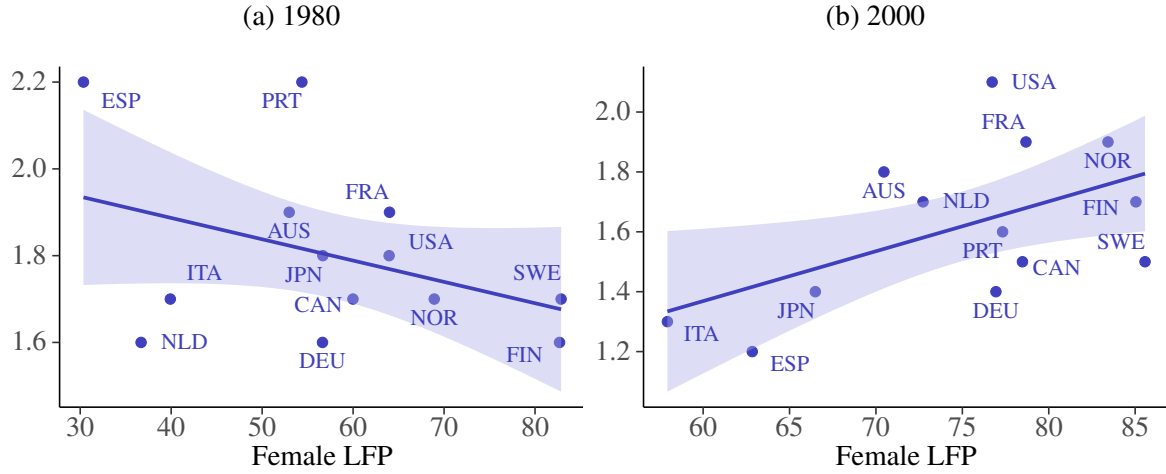 (a) 1980
2.2
2.0
1.8
1.6
ESP
PRT
FRA
AUS
USA
ITA
JPN
SWE
CAN
NOR
NLD
DEU
FIN
30 40 50 60 70 80
Female LFP
(b) 2000
2.0
1.8
1.6
1.4
1.2
USA
FRA
NOR
AUS
NLD
FIN
PRT
SWE
CAN
JPN
DEU
ITA
ESP
60 65 70 75 80 85
Female LFP